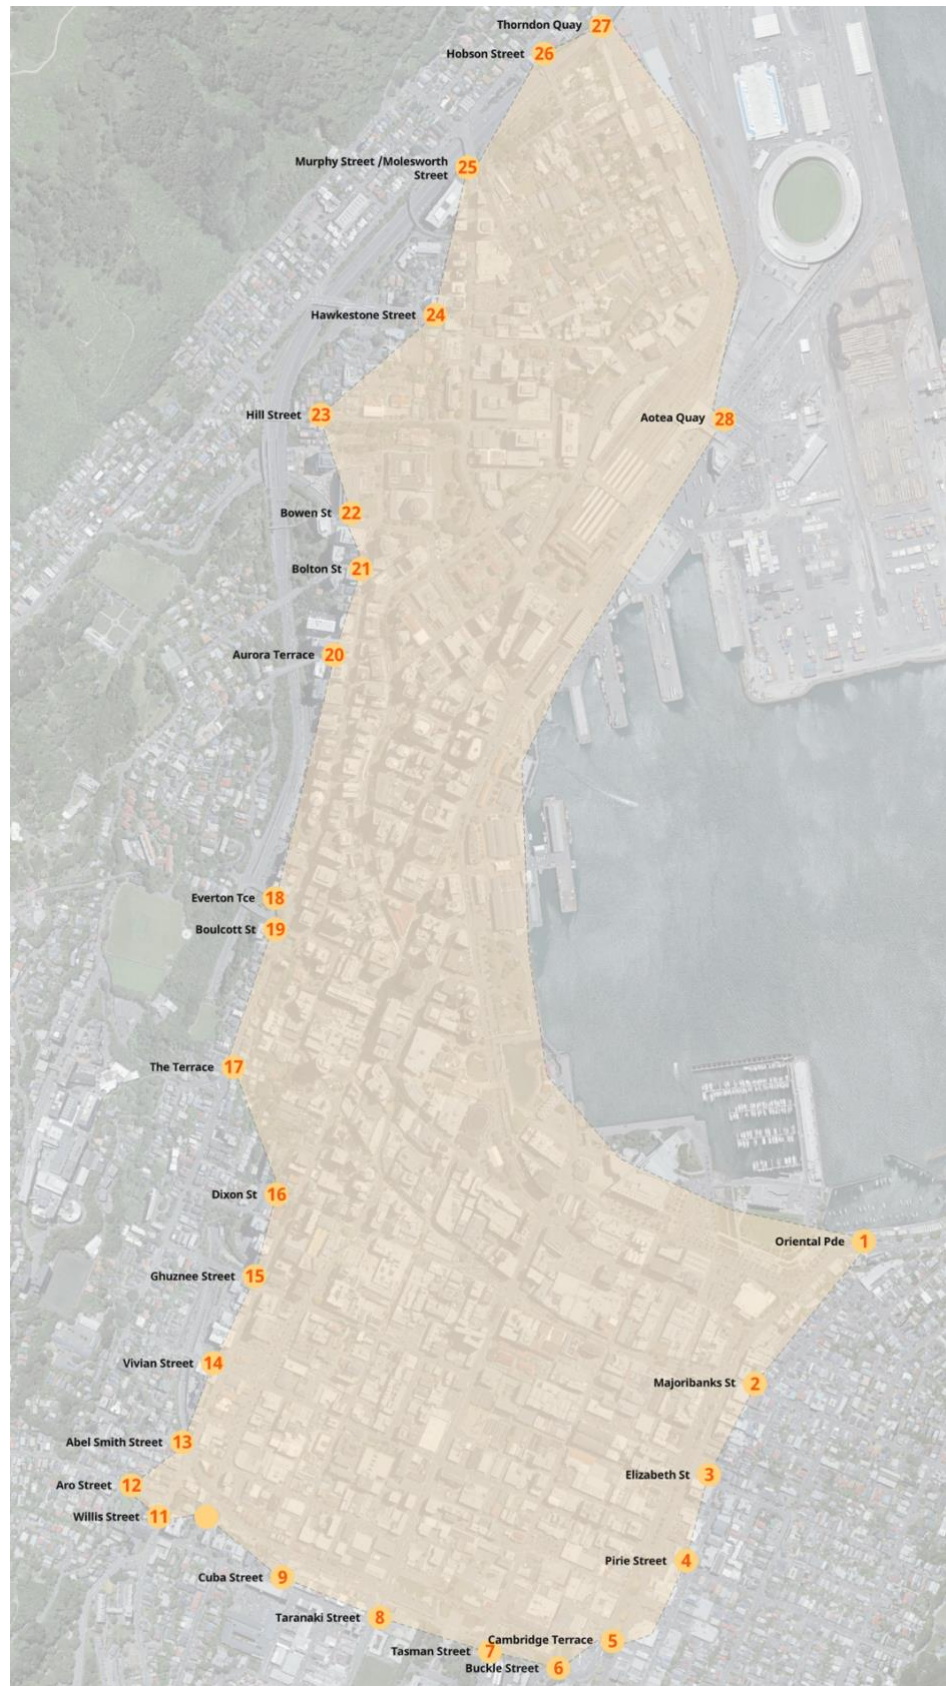 Thorndon Quay 27
Hobson Street 26
Murphy Street /Molesworth
Street 25
Hawkestone Street 24
Hill Street 23
Aotea Quay 28
Bowen St 22
Bolton St 21
Aurora Terrace 20
Everton Tce 18
Boulcott St 19
The Terrace 17
Dixon St 16
Oriental Pde 1
Ghuznee Street 15
Vivian Street 14
Majoribanks St 2
Abel Smith Street 13
Elizabeth St 3
Aro Street 12
Willis Street 11
Pirie Street 4
Cuba Street 9
Taranaki Street 8
Cambridge Terrace 5
Tasman Street 7
Buckle Street 6